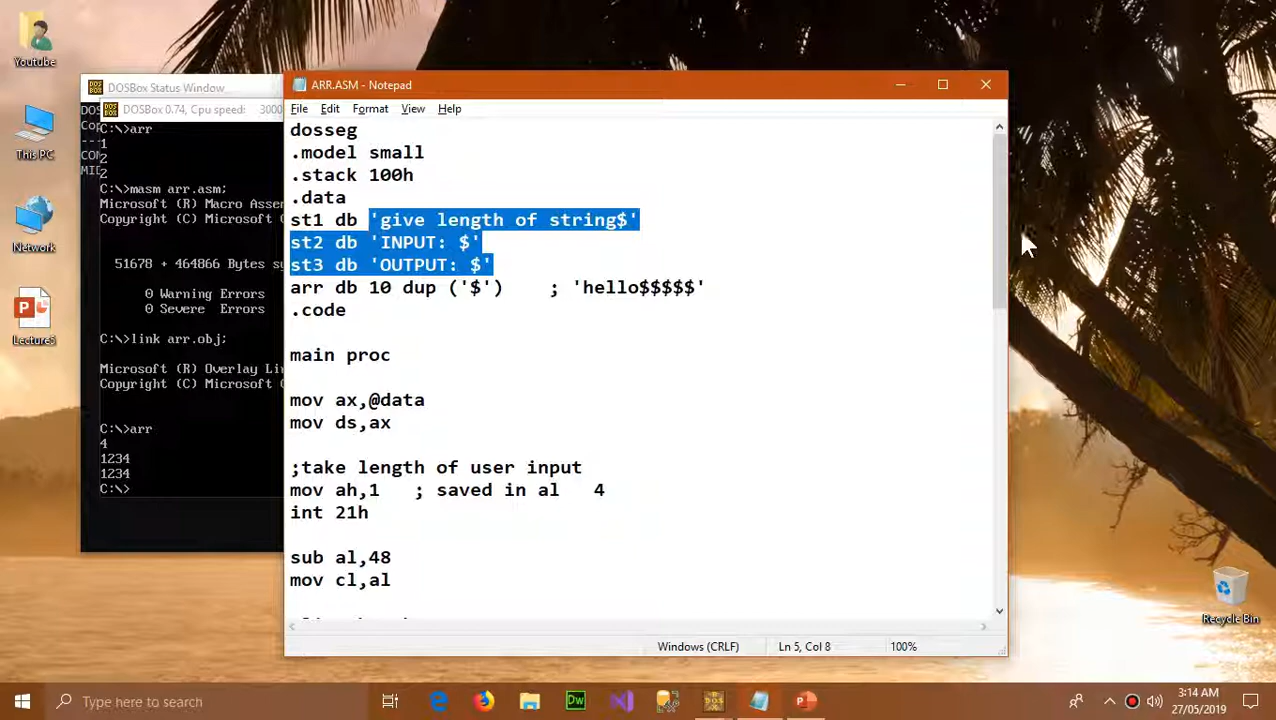 Youtube
This PC
Network
Lecture5
Recycle Bin
DOSBox Status Window
DOSBox 0.74, Cpu speed: 3000
C:\>arr
1
2
2
C:\>masm arr.asm;
Microsoft (R) Macro Asse
Copyright (C) Microsoft
51678 + 464866 Bytes sy
0 Warning Errors
0 Severe Errors
C:\>link arr.obj;
Microsoft (R) Overlay Li
Copyright (C) Microsoft
C:\>arr
4
1234
1234
C:\>
ARR.ASM - Notepad
File Edit Format View Help
dosseg
.model small
.stack 100h
.data
st1 db 'give length of string$'
st2 db 'INPUT: $'
st3 db 'OUTPUT: $'
arr db 10 dup ('$') ; 'hello$$$$$'
.code
main proc
mov ax,@data
mov ds,ax
;take length of user input
mov ah,1 ; saved in al 4
int 21h
sub al,48
mov cl,al
Windows (CRLF) Ln 5, Col 8 100%
Type here to search
3:14 AM
27/05/2019